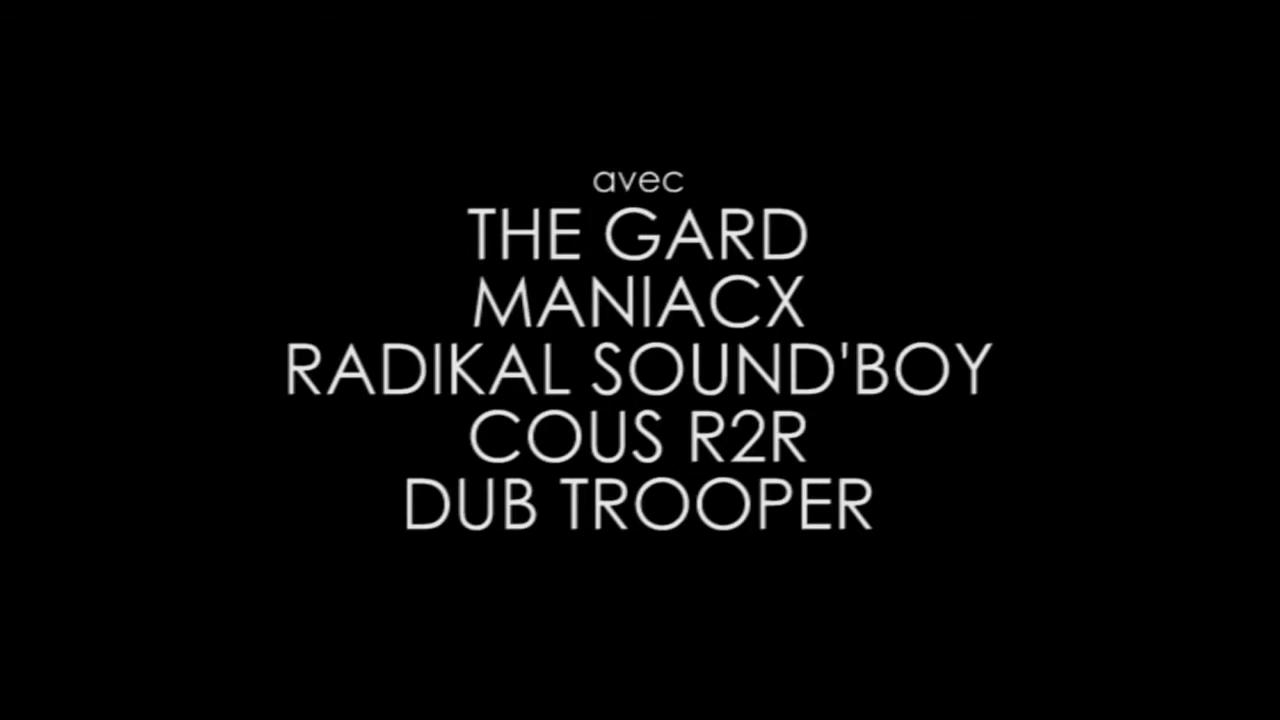 avec
THE GARD
MANIACX
RADIKAL SOUND'BOY
COUS R2R
DUB TROOPER